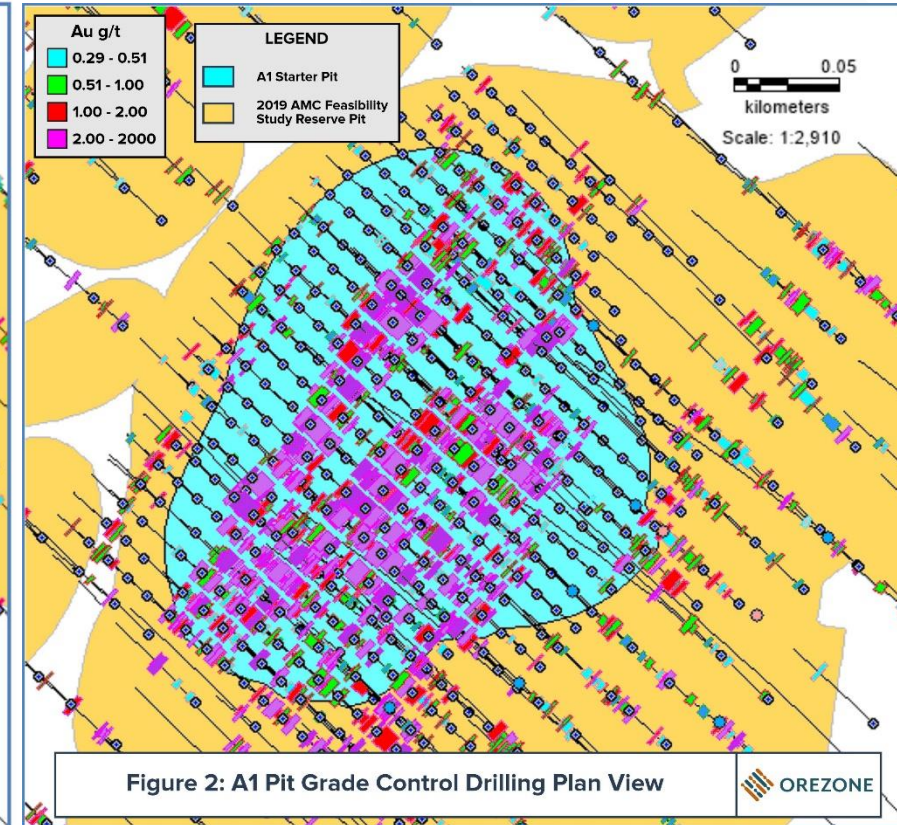 Au g/t
0.29 - 0.51
0.51 - 1.00
1.00 - 2.00
2.00 - 2000
LEGEND
A1 Starter Pit
2019 AMC Feasibility
Study Reserve Pit
0 0.05
kilometers
Scale: 1:2,910
Figure 2: A1 Pit Grade Control Drilling Plan View
OREZONE